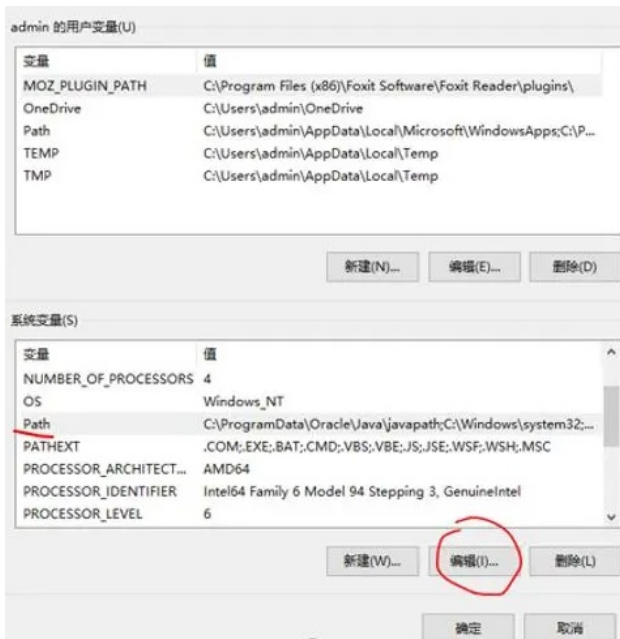 admin 的用户变量(U)
变量 值
MOZ_PLUGIN_PATH C:\Program Files (x86)\Foxit Software\Foxit Reader\plugins\
OneDrive C:\Users\admin\OneDrive
Path C:\Users\admin\AppData\Local\Microsoft\WindowsApps;C:\P...
TEMP C:\Users\admin\AppData\Local\Temp
TMP C:\Users\admin\AppData\Local\Temp
新建(N)... 编辑(E)... 删除(D)
系统变量(S)
变量 值
NUMBER_OF_PROCESSORS 4
OS Windows_NT
Path C:\ProgramData\Oracle\Java\javapath;C:\Windows\system32;...
PATHEXT .COM;.EXE;.BAT;.CMD;.VBS;.VBE;.JS;.JSE;.WSF;.WSH;.MSC
PROCESSOR_ARCHITECT... AMD64
PROCESSOR_IDENTIFIER Intel64 Family 6 Model 94 Stepping 3, GenuineIntel
PROCESSOR_LEVEL 6
新建(W)... 编辑(I)... 删除(L)
确定 取消